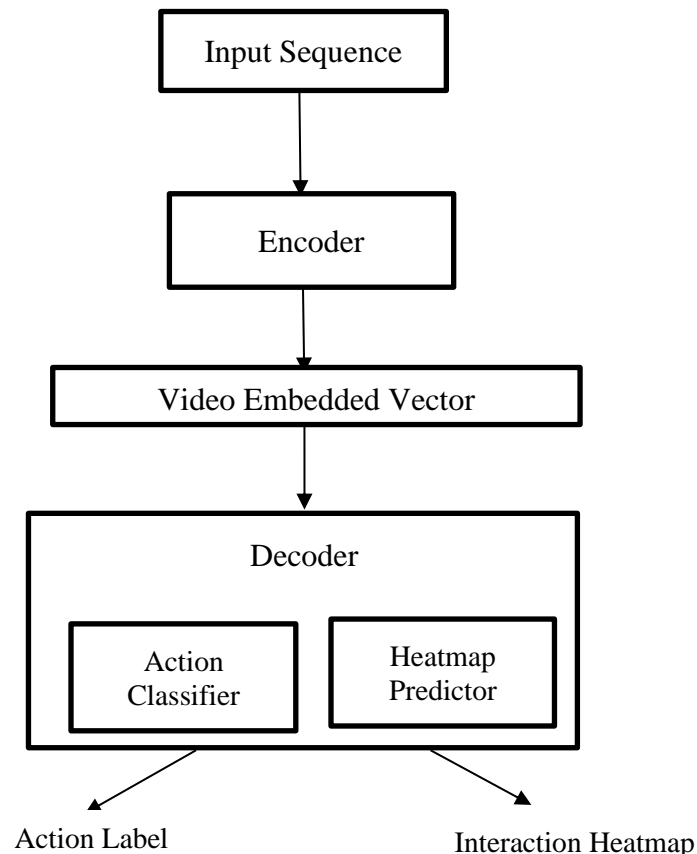 Input Sequence
Encoder
Video Embedded Vector
Decoder
Action
Classifier
Heatmap
Predictor
Action Label
Interaction Heatmap